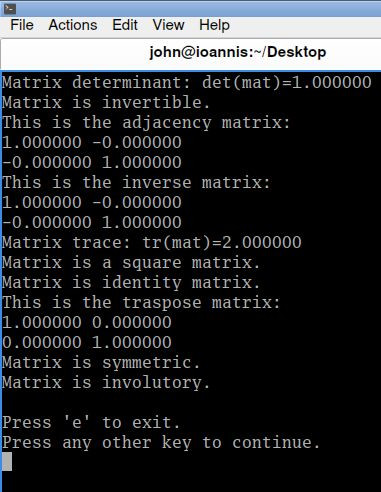 File Actions Edit View Help
john@ioannis:~/Desktop
Matrix determinant: det(mat)=1.000000
Matrix is invertible.
This is the adjacency matrix:
1.000000 -0.000000
-0.000000 1.000000
This is the inverse matrix:
1.000000 -0.000000
-0.000000 1.000000
Matrix trace: tr(mat)=2.000000
Matrix is a square matrix.
Matrix is identity matrix.
This is the traspose matrix:
1.000000 0.000000
0.000000 1.000000
Matrix is symmetric.
Matrix is involutory.
Press 'e' to exit.
Press any other key to continue.